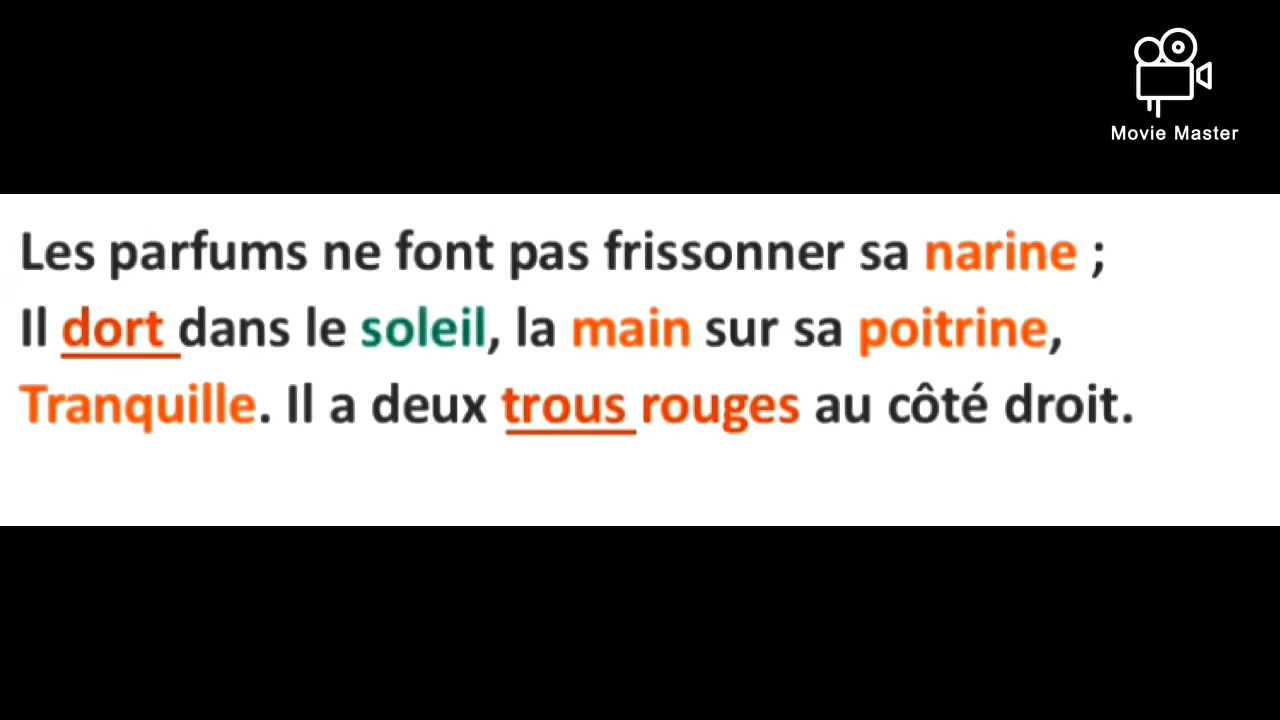 Movie Master
Les parfums ne font pas frissonner sa narine ;
Il dort dans le soleil, la main sur sa poitrine,
Tranquille. Il a deux trous rouges au côté droit.